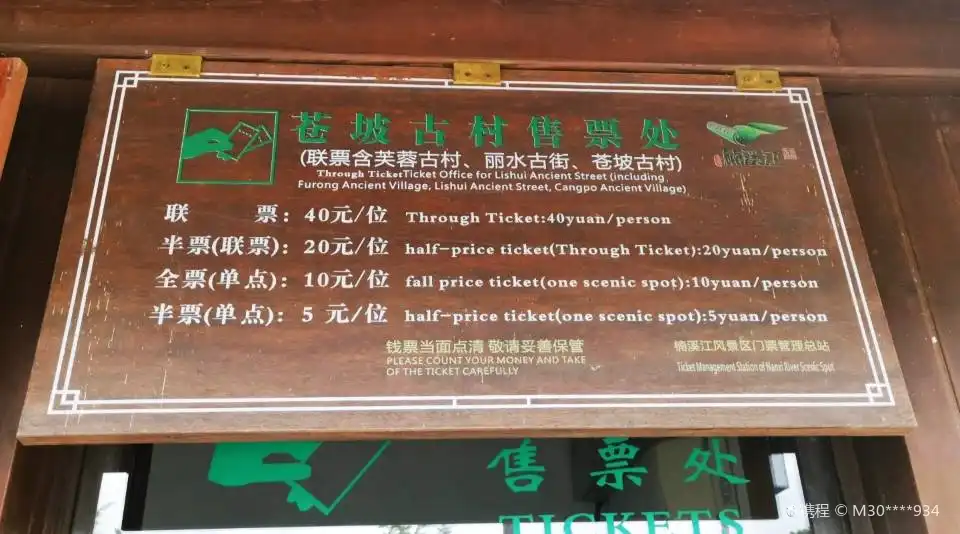 苍坡古村售票处
(联票含芙蓉古村、丽水古街、苍坡古村)
Through TicketTicket Office for Lishui Ancient Street (including
Furong Ancient Village, Lishui Ancient Street, Cangpo Ancient Village)
楠溪江
联 票：40元/位 Through Ticket:40yuan/person
半票(联票)：20元/位 half-price ticket(Through Ticket):20yuan/person
全票(单点)：10元/位 fall price ticket(one scenic spot):10yuan/person
半票(单点)：5 元/位 half-price ticket(one scenic spot):5yuan/person
钱票当面点清 敬请妥善保管
PLEASE COUNT YOUR MONEY AND TAKE
OF THE TICKET CAREFULLY
楠溪江风景区门票管理总站
Ticket Management Station of Nanxi River Scenic Spot
售票处
TICKETS
携程 © M30****934